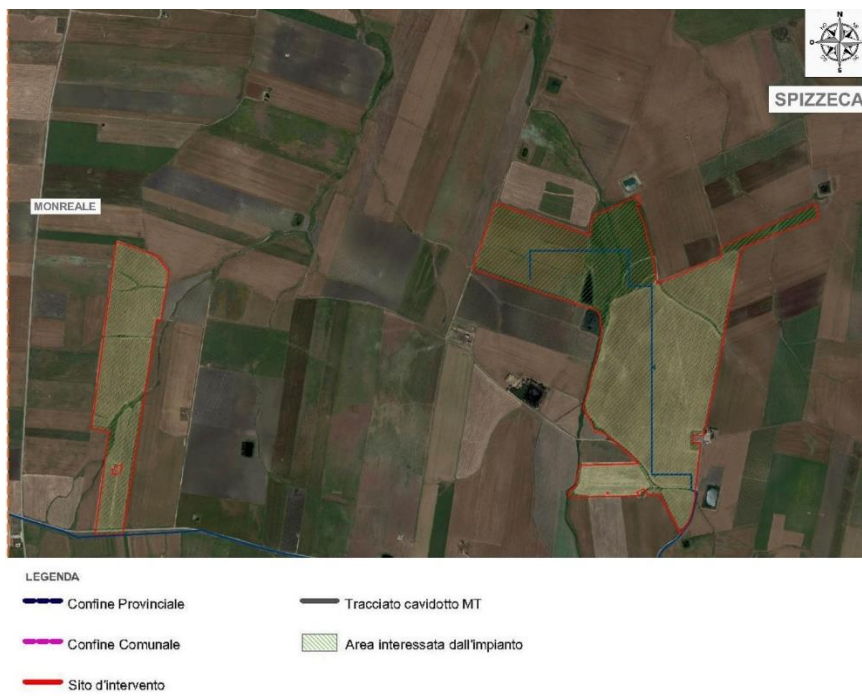 N
O
S
SPIZZECA
MONREALE
LEGENDA
Confine Provinciale
Tracciato cavidotto MT
Confine Comunale
Area interessata dall'impianto
Sito d'intervento